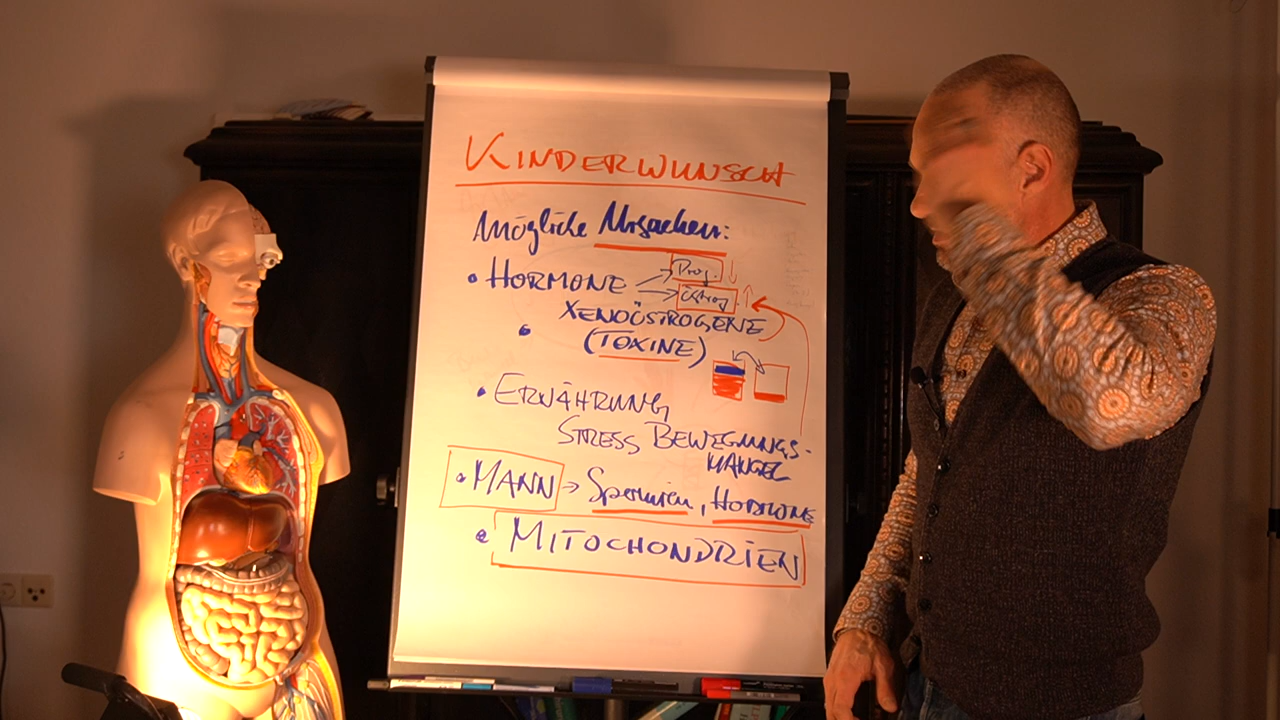 KINDERWUNSCH
Mögliche Ursachen:
• HORMONE → Prog. ↓
→ Östrog. ↑
XENOÖSTROGENE
• (TOXINE)
• ERNÄHRUNG,
STRESS BEWEGUNGS-
MANGEL
• MANN → Spermien, HORMONE
• MITOCHONDRIEN